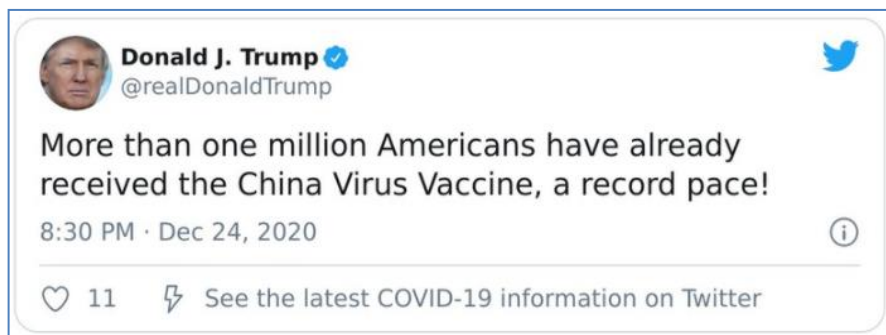 Donald J. Trump
@realDonaldTrump
More than one million Americans have already
received the China Virus Vaccine, a record pace!
8:30 PM · Dec 24, 2020
11 See the latest COVID-19 information on Twitter